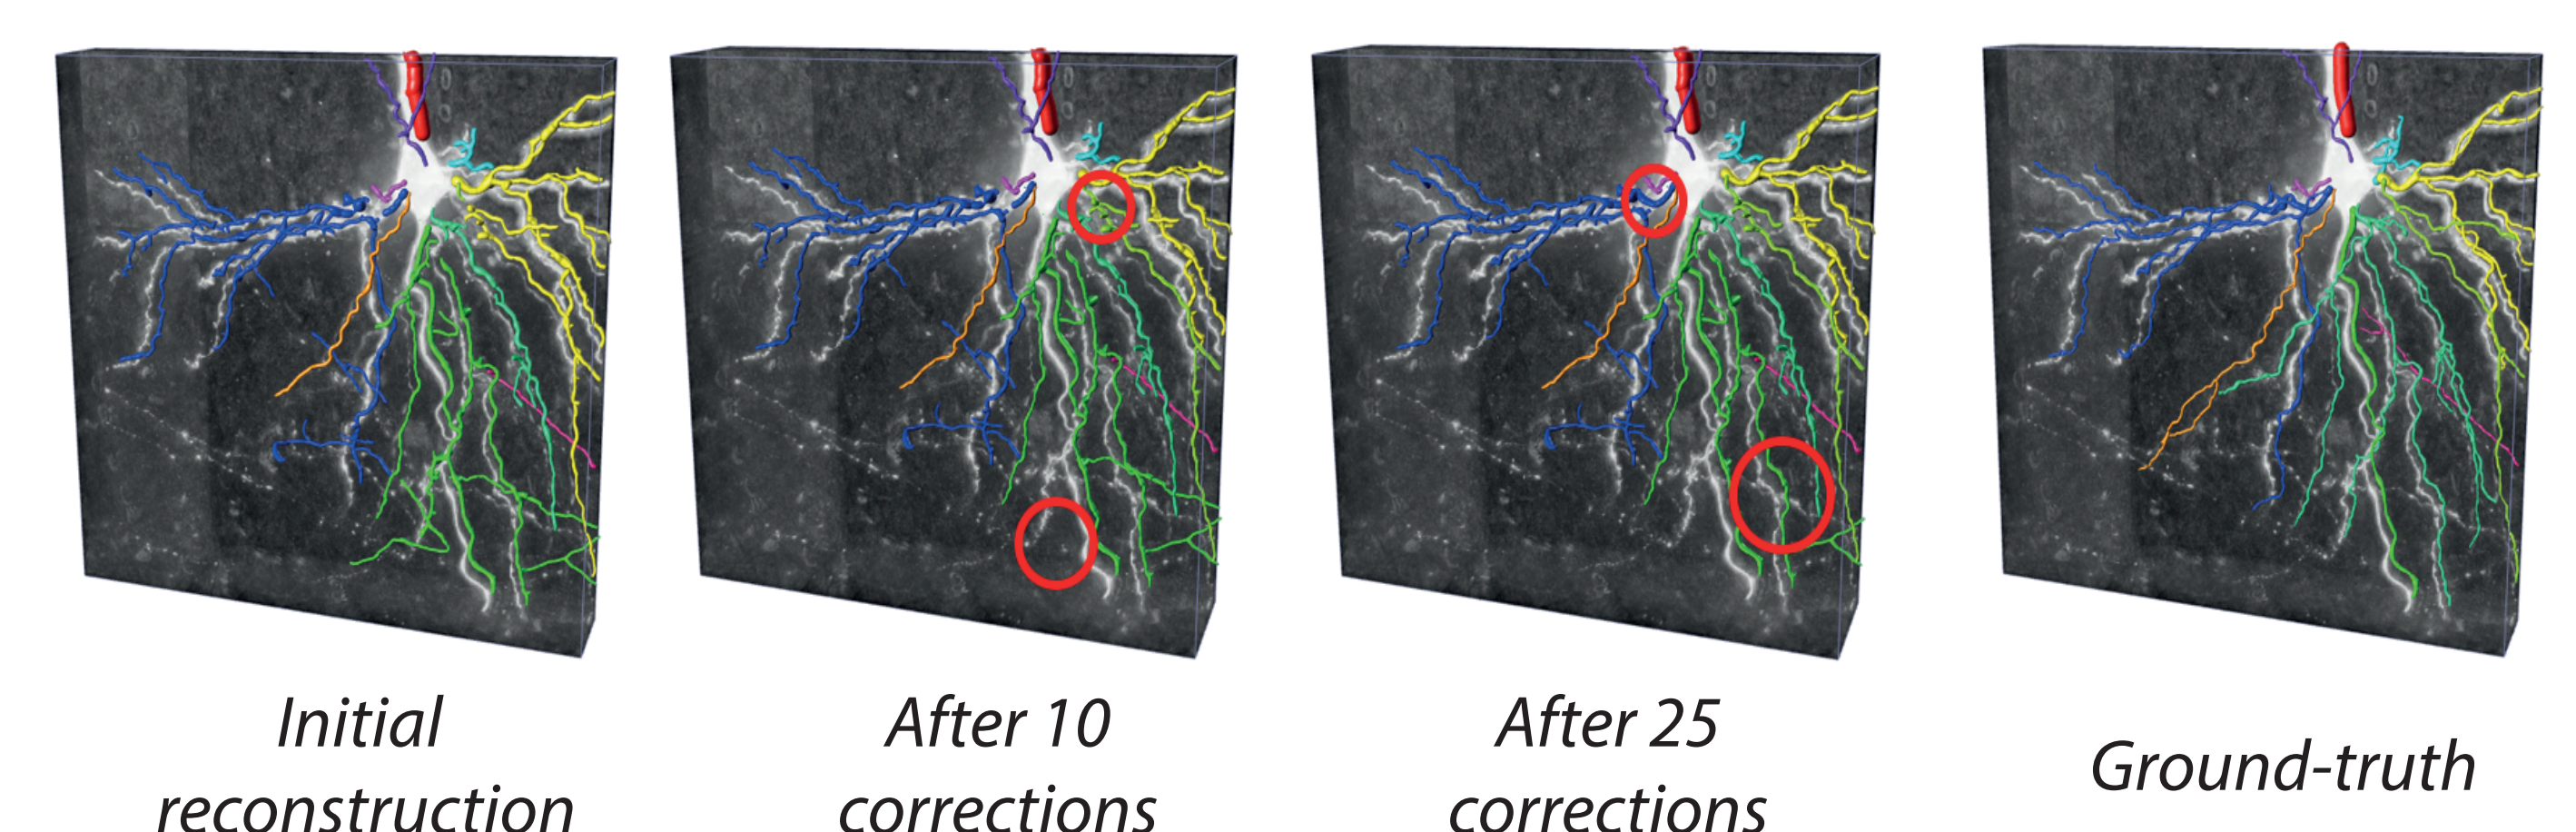 Initial
reconstruction
After 10
corrections
After 25
corrections
Ground-truth